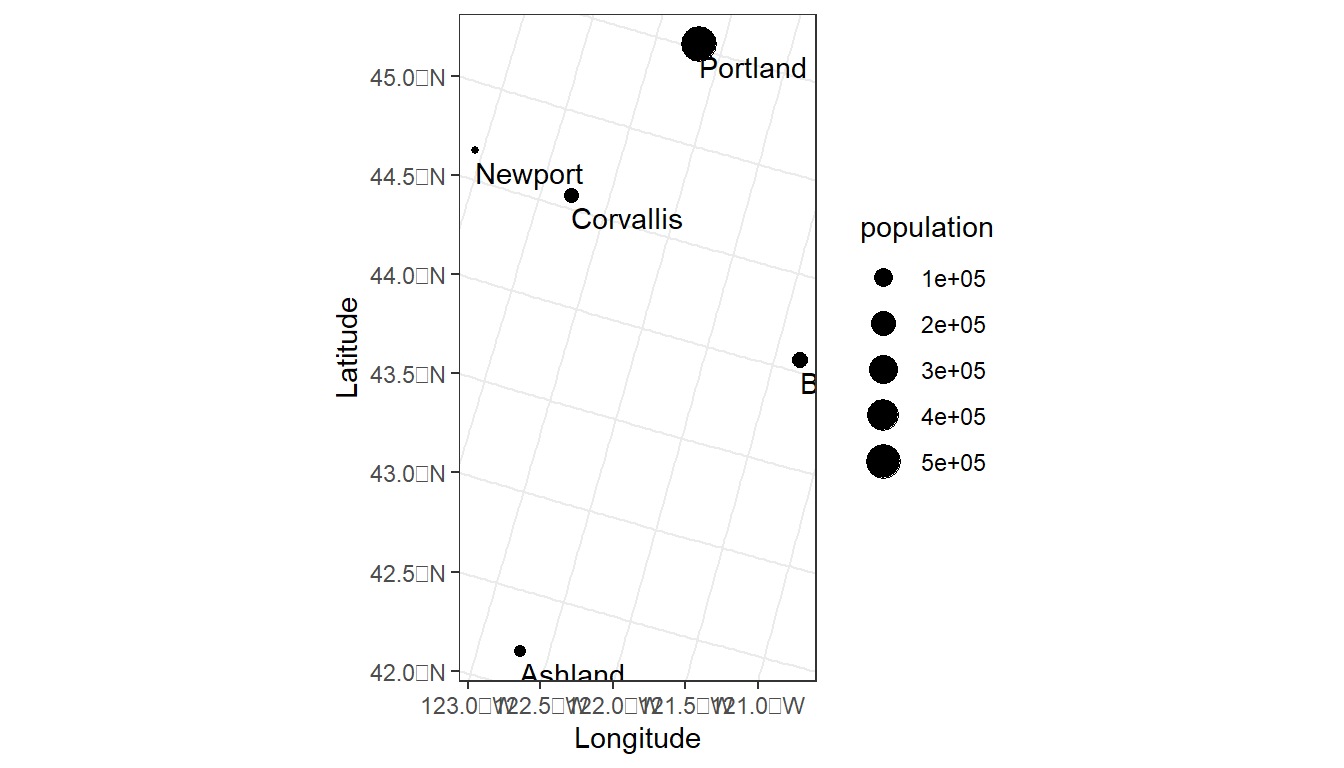 Portland
45.0▯N
Newport
44.5▯N
Corvallis
44.0▯N
B
43.5▯N
43.0▯N
42.5▯N
Ashland
42.0▯N
123.0▯W
122.5▯W
122.0▯W
121.5▯W
121.0▯W
Longitude
Latitude
population
1e+05
2e+05
3e+05
4e+05
5e+05